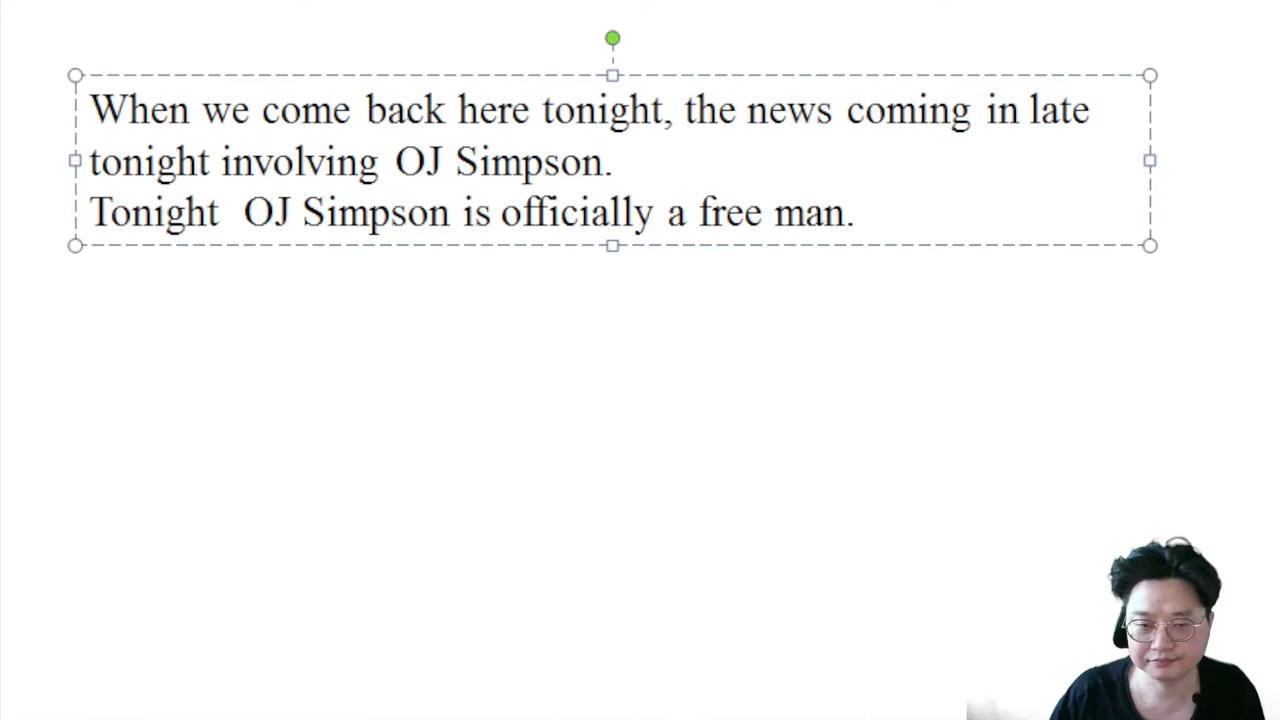 When we come back here tonight, the news coming in late
tonight involving OJ Simpson.
Tonight OJ Simpson is officially a free man.